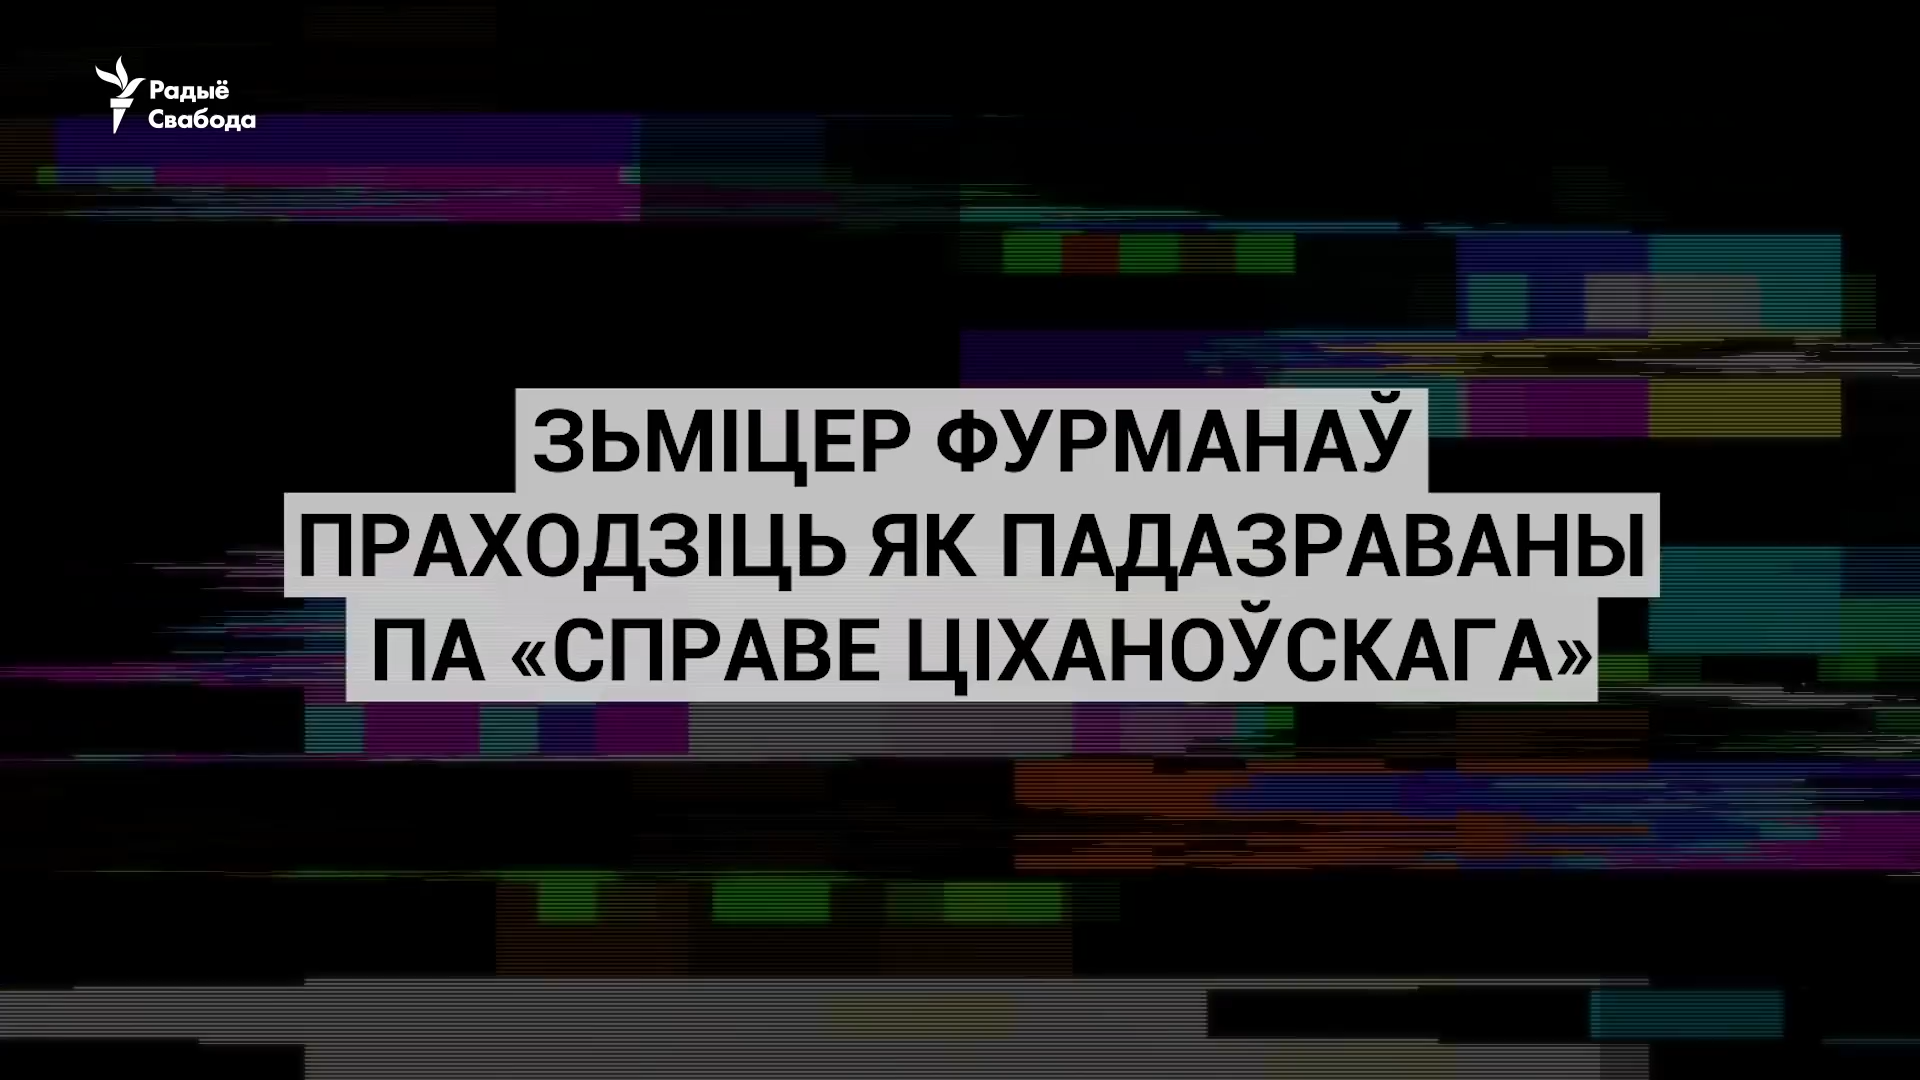 Радыё
Свабода
ЗЬМІЦЕР ФУРМАНАЎ
ПРАХОДЗІЦЬ ЯК ПАДАЗРАВАНЫ
ПА «СПРАВЕ ЦІХАНОЎСКАГА»